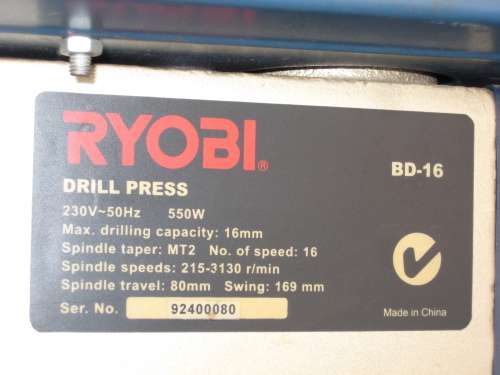 RYOBI®
BD-16
DRILL PRESS
230V~50Hz 550W
Max. drilling capacity: 16mm
Spindle taper: MT2 No. of speed: 16
Spindle speeds: 215-3130 r/min
Spindle travel: 80mm Swing: 169 mm
Ser. No. 92400080
Made in China